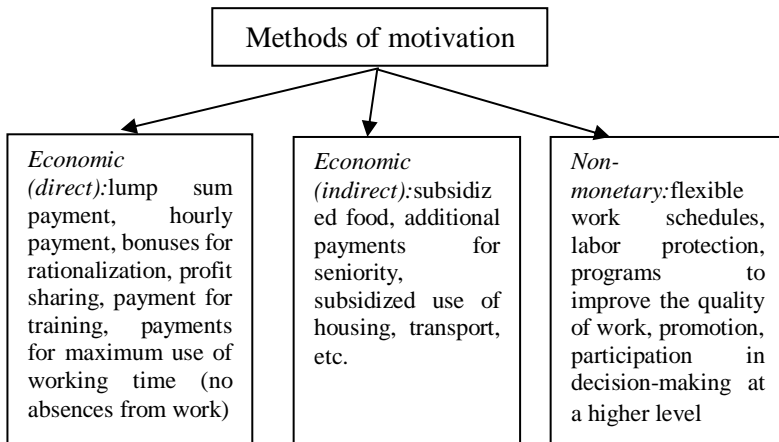 Methods of motivation
Economic
(direct):lump sum
payment, hourly
payment, bonuses for
rationalization, profit
sharing, payment for
training, payments
for maximum use of
working time (no
absences from work)
Economic
(indirect):subsidiz
ed food, additional
payments for
seniority,
subsidized use of
housing, transport,
etc.
Non-
monetary:flexible
work schedules,
labor protection,
programs to
improve the quality
of work, promotion,
participation in
decision-making at
a higher level